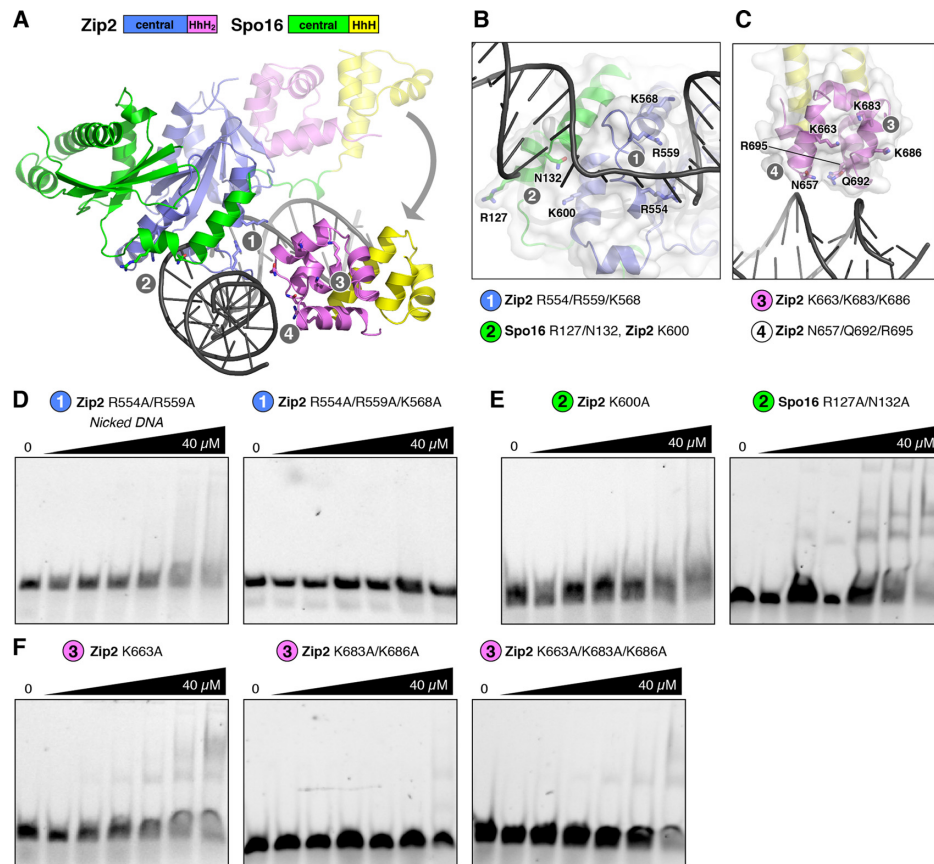 A
Zip2 central HhH2 Spo16 central HhH
1
2
3
4
B
K568
1
R559
N132
2
R127
K600
R554
1 Zip2 R554/R559/K568
2 Spo16 R127/N132, Zip2 K600
C
K683
3
K663
R695
K686
4
N657
Q692
3 Zip2 K663/K683/K686
4 Zip2 N657/Q692/R695
D
1 Zip2 R554A/R559A
Nicked DNA
0 40 µM
1 Zip2 R554A/R559A/K568A
0 40 µM
E
2 Zip2 K600A
0 40 µM
2 Spo16 R127A/N132A
0 40 µM
F
3 Zip2 K663A
0 40 µM
3 Zip2 K683A/K686A
0 40 µM
3 Zip2 K663A/K683A/K686A
0 40 µM